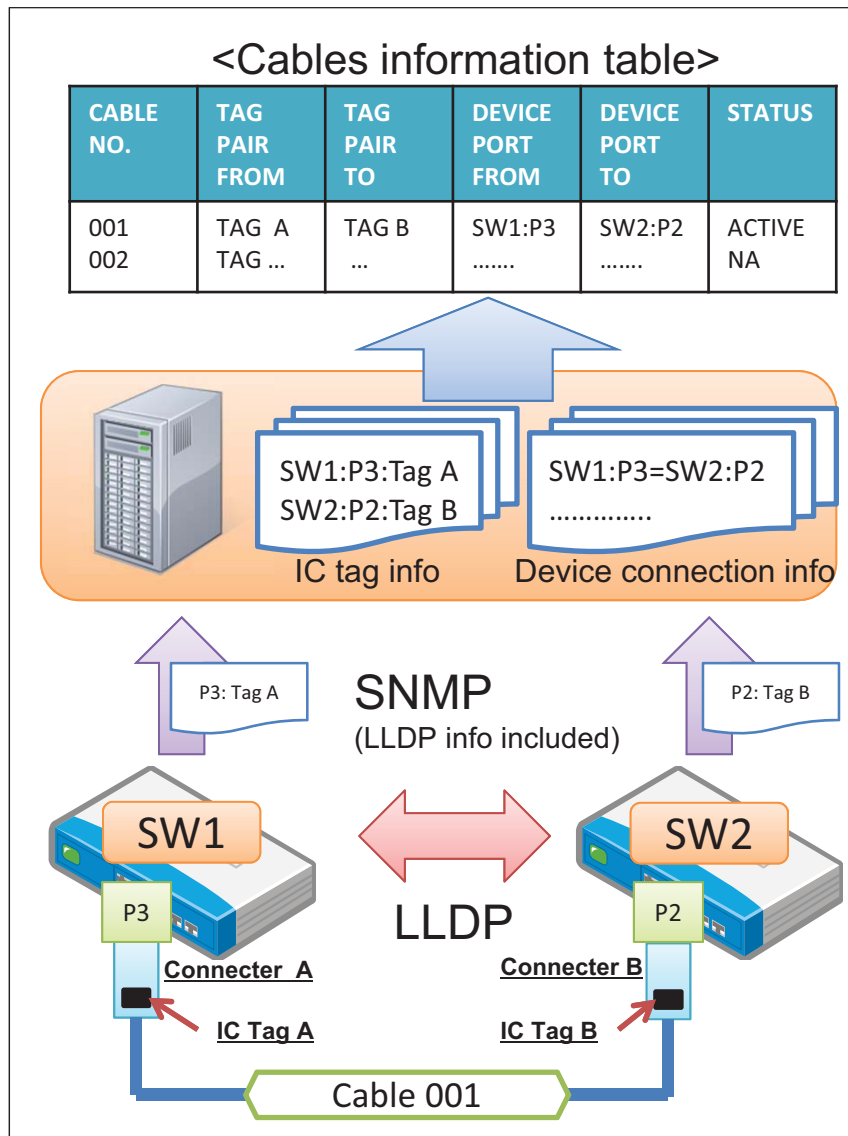 <Cables information table>
CABLE NO. TAG PAIR FROM TAG PAIR TO DEVICE PORT FROM DEVICE PORT TO STATUS
001 TAG A TAG B SW1:P3 SW2:P2 ACTIVE
002 TAG ... ... ....... ....... NA
SW1:P3:Tag A
SW2:P2:Tag B
IC tag info
SW1:P3=SW2:P2
..............
Device connection info
P3: Tag A
SNMP
(LLDP info included)
P2: Tag B
SW1
SW2
P3
LLDP
P2
Connecter A
Connecter B
IC Tag A
IC Tag B
Cable 001